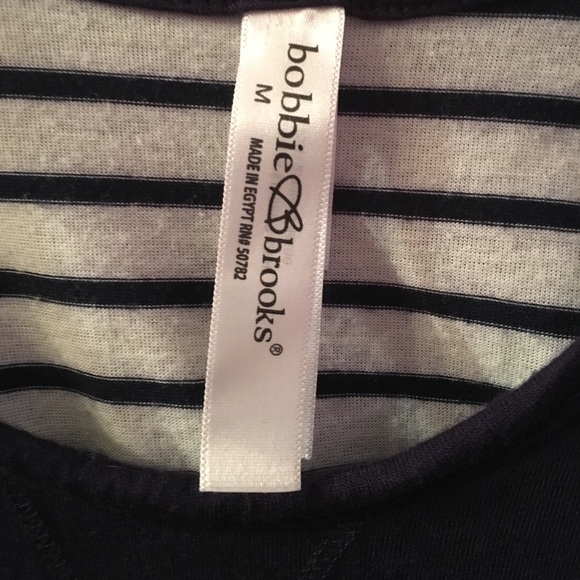 bobbie brooks®
M
MADE IN EGYPT RN# 50782